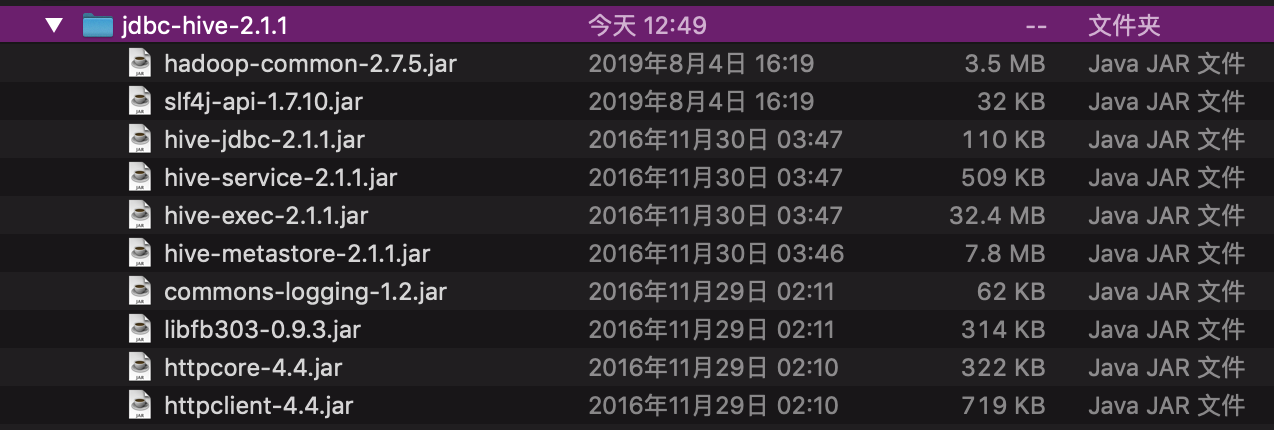 jdbc-hive-2.1.1 今天 12:49 -- 文件夹
hadoop-common-2.7.5.jar 2019年8月4日 16:19 3.5 MB Java JAR 文件
slf4j-api-1.7.10.jar 2019年8月4日 16:19 32 KB Java JAR 文件
hive-jdbc-2.1.1.jar 2016年11月30日 03:47 110 KB Java JAR 文件
hive-service-2.1.1.jar 2016年11月30日 03:47 509 KB Java JAR 文件
hive-exec-2.1.1.jar 2016年11月30日 03:47 32.4 MB Java JAR 文件
hive-metastore-2.1.1.jar 2016年11月30日 03:46 7.8 MB Java JAR 文件
commons-logging-1.2.jar 2016年11月29日 02:11 62 KB Java JAR 文件
libfb303-0.9.3.jar 2016年11月29日 02:11 314 KB Java JAR 文件
httpcore-4.4.jar 2016年11月29日 02:10 322 KB Java JAR 文件
httpclient-4.4.jar 2016年11月29日 02:10 719 KB Java JAR 文件